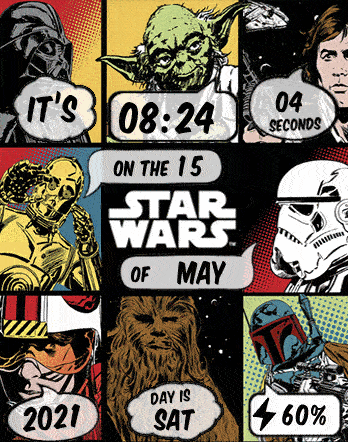 IT'S
08:24
04
SECONDS
ON THE 15
STAR
WARS
OF MAY
2021
DAY IS
SAT
60%